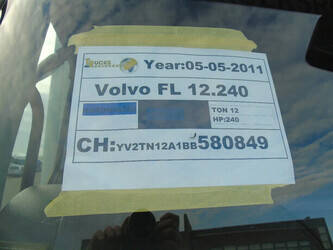 Year:05-05-2011
Volvo FL 12.240
TON 12
HP:240
CH:YV2TN12A1BB580849